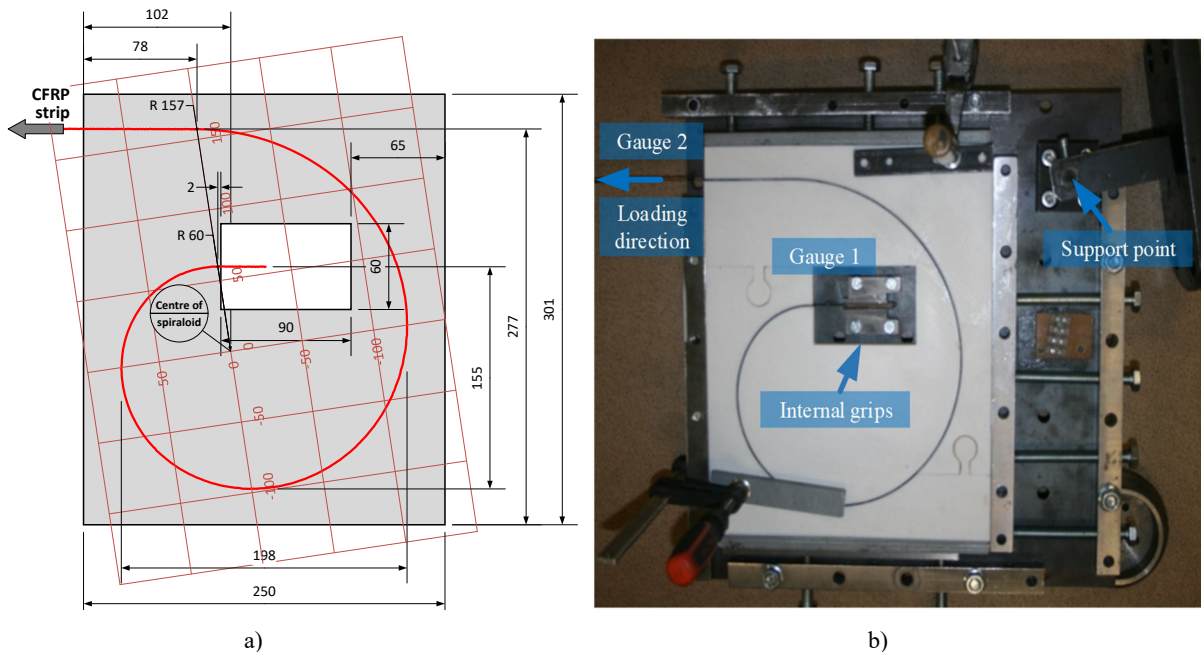 102
78
CFRP
strip
R 157
150
65
2
100
R 60
50
60
Centre of
spiraloid
90
0
0
50
-50
-100
-50
-100
155
277
301
198
250
a)
Gauge 2
Loading
direction
Gauge 1
Support point
Internal grips
b)